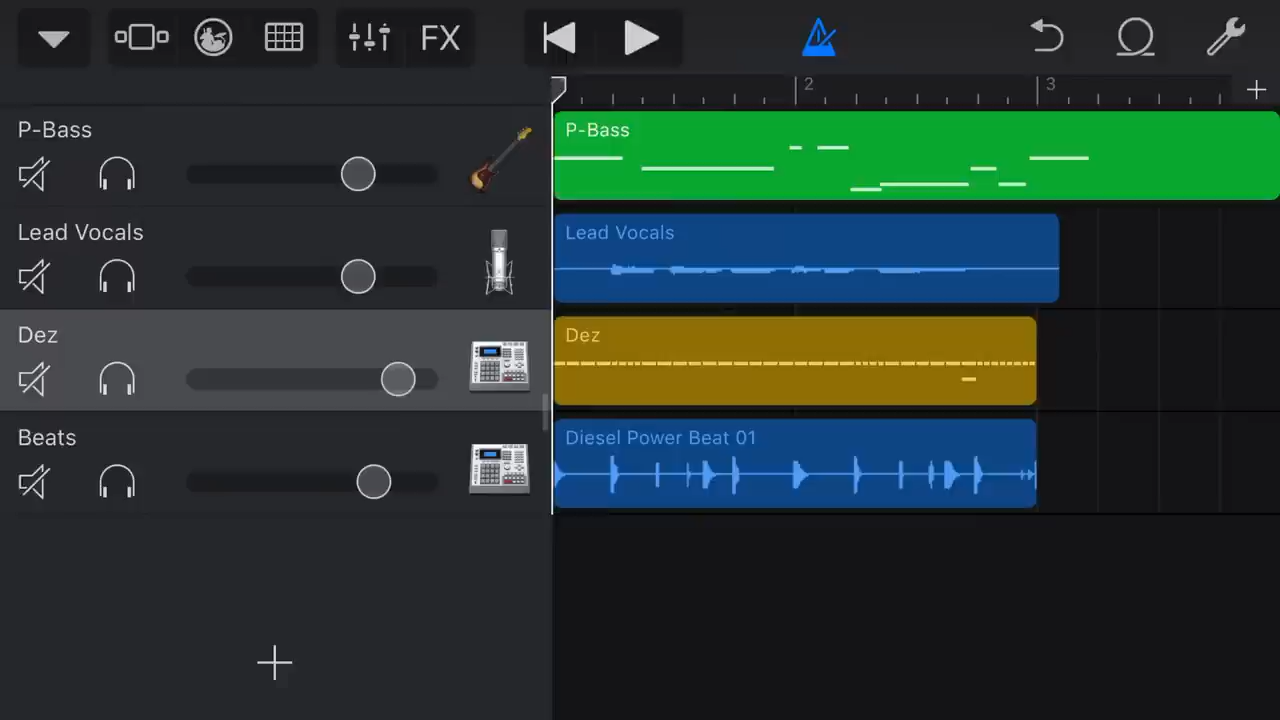 FX
2
3
P-Bass
P-Bass
Lead Vocals
Lead Vocals
Dez
Dez
Beats
Diesel Power Beat 01